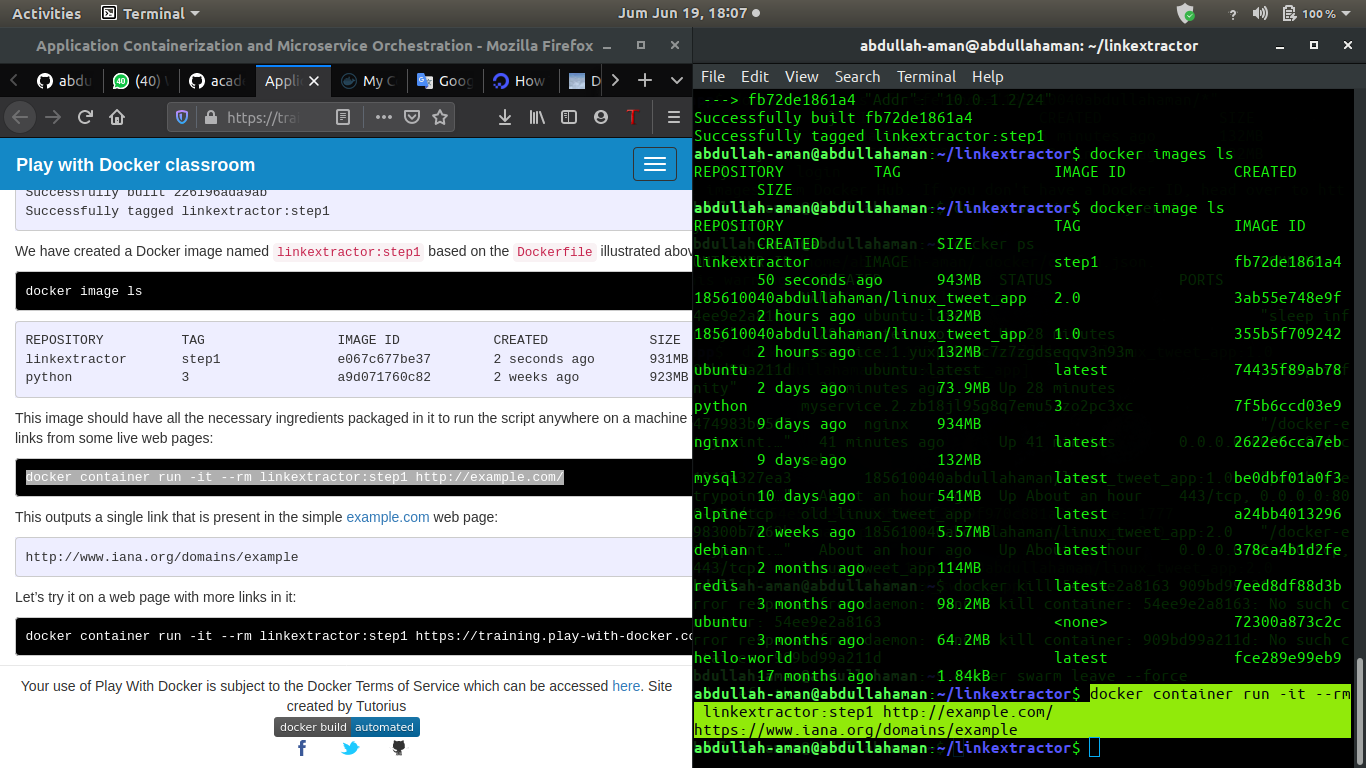 Activities Terminal Jum Jun 19, 18:07 ? 100 %
Application Containerization and Microservice Orchestration - Mozilla Firefox
abdu (40) acad Applic My C Goog How D
https://trai
Play with Docker classroom
Successfully built 226196ada9ab
Successfully tagged linkextractor:step1
We have created a Docker image named linkextractor:step1 based on the Dockerfile illustrated abov
docker image ls
REPOSITORY TAG IMAGE ID CREATED SIZE
linkextractor step1 e067c677be37 2 seconds ago 931MB
python 3 a9d071760c82 2 weeks ago 923MB
This image should have all the necessary ingredients packaged in it to run the script anywhere on a machine
links from some live web pages:
docker container run -it --rm linkextractor:step1 http://example.com/
This outputs a single link that is present in the simple example.com web page:
http://www.iana.org/domains/example
Let’s try it on a web page with more links in it:
docker container run -it --rm linkextractor:step1 https://training.play-with-docker.co
Your use of Play With Docker is subject to the Docker Terms of Service which can be accessed here. Site
created by Tutorius
docker build automated
abdullah-aman@abdullahaman: ~/linkextractor
File Edit View Search Terminal Help
---> fb72de1861a4
Successfully built fb72de1861a4
Successfully tagged linkextractor:step1
abdullah-aman@abdullahaman:~/linkextractor$ docker images ls
REPOSITORY TAG IMAGE ID CREATED
SIZE
abdullah-aman@abdullahaman:~/linkextractor$ docker image ls
REPOSITORY TAG IMAGE ID
CREATED SIZE
linkextractor step1 fb72de1861a4
50 seconds ago 943MB
185610040abdullahaman/linux_tweet_app 2.0 3ab55e748e9f
2 hours ago 132MB
185610040abdullahaman/linux_tweet_app 1.0 355b5f709242
2 hours ago 132MB
ubuntu latest 74435f89ab78
2 days ago 73.9MB
python 3 7f5b6ccd03e9
9 days ago 934MB
nginx latest 2622e6cca7eb
9 days ago 132MB
mysql latest be0dbf01a0f3
10 days ago 541MB
alpine latest a24bb4013296
2 weeks ago 5.57MB
debian latest 378ca4b1d2fe
2 months ago 114MB
redis latest 7eed8df88d3b
3 months ago 98.2MB
ubuntu <none> 72300a873c2c
3 months ago 64.2MB
hello-world latest fce289e99eb9
17 months ago 1.84kB
abdullah-aman@abdullahaman:~/linkextractor$ docker container run -it --rm
linkextractor:step1 http://example.com/
https://www.iana.org/domains/example
abdullah-aman@abdullahaman:~/linkextractor$